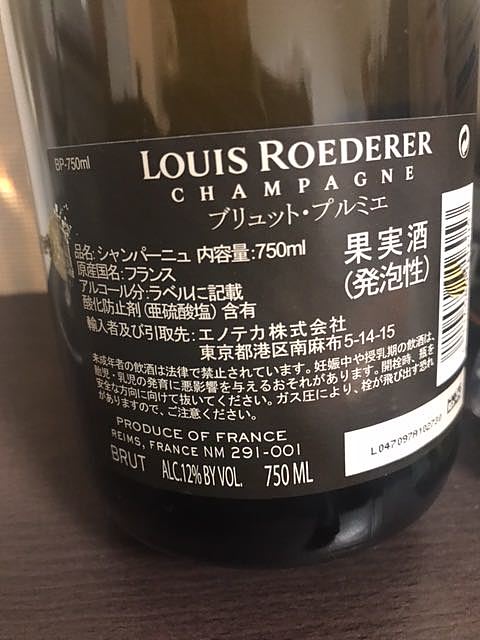 BP-750ml
LOUIS ROEDERER
CHAMPAGNE
ブリュット・プルミエ
品名:シャンパーニュ 内容量:750ml
原産国名:フランス
アルコール分:ラベルに記載
酸化防止剤(亜硫酸塩)含有
果実酒
(発泡性)
輸入者及び引取先:エノテカ株式会社
東京都港区南麻布5-14-15
未成年者の飲酒は法律で禁止されています。妊娠中や授乳期の飲酒は、
胎児・乳児の発育に悪影響を与えるおそれがあります。開栓時、瓶を
安全な方向に向けて抜いてください。ガス圧により、栓が飛び出す恐れ
がありますので、ご注意ください。
PRODUCE OF FRANCE
REIMS, FRANCE NM 291-001
BRUT ALC.12% BY VOL. 750 ML